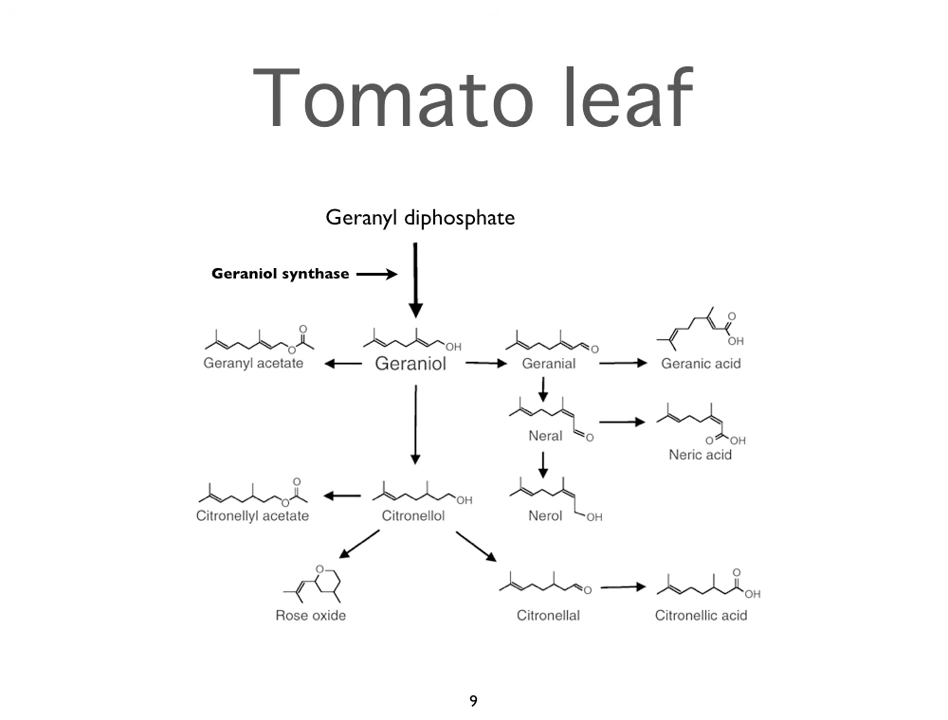 Tomato leaf
Geranyl diphosphate
Geraniol synthase
O
O
OH
O
O
OH
Geranyl acetate
Geraniol
Geranial
Geranic acid
Neral
O
O
OH
Neric acid
O
O
OH
OH
Citronellyl acetate
Citronellol
Nerol
O
O
O
OH
Rose oxide
Citronellal
Citronellic acid
9